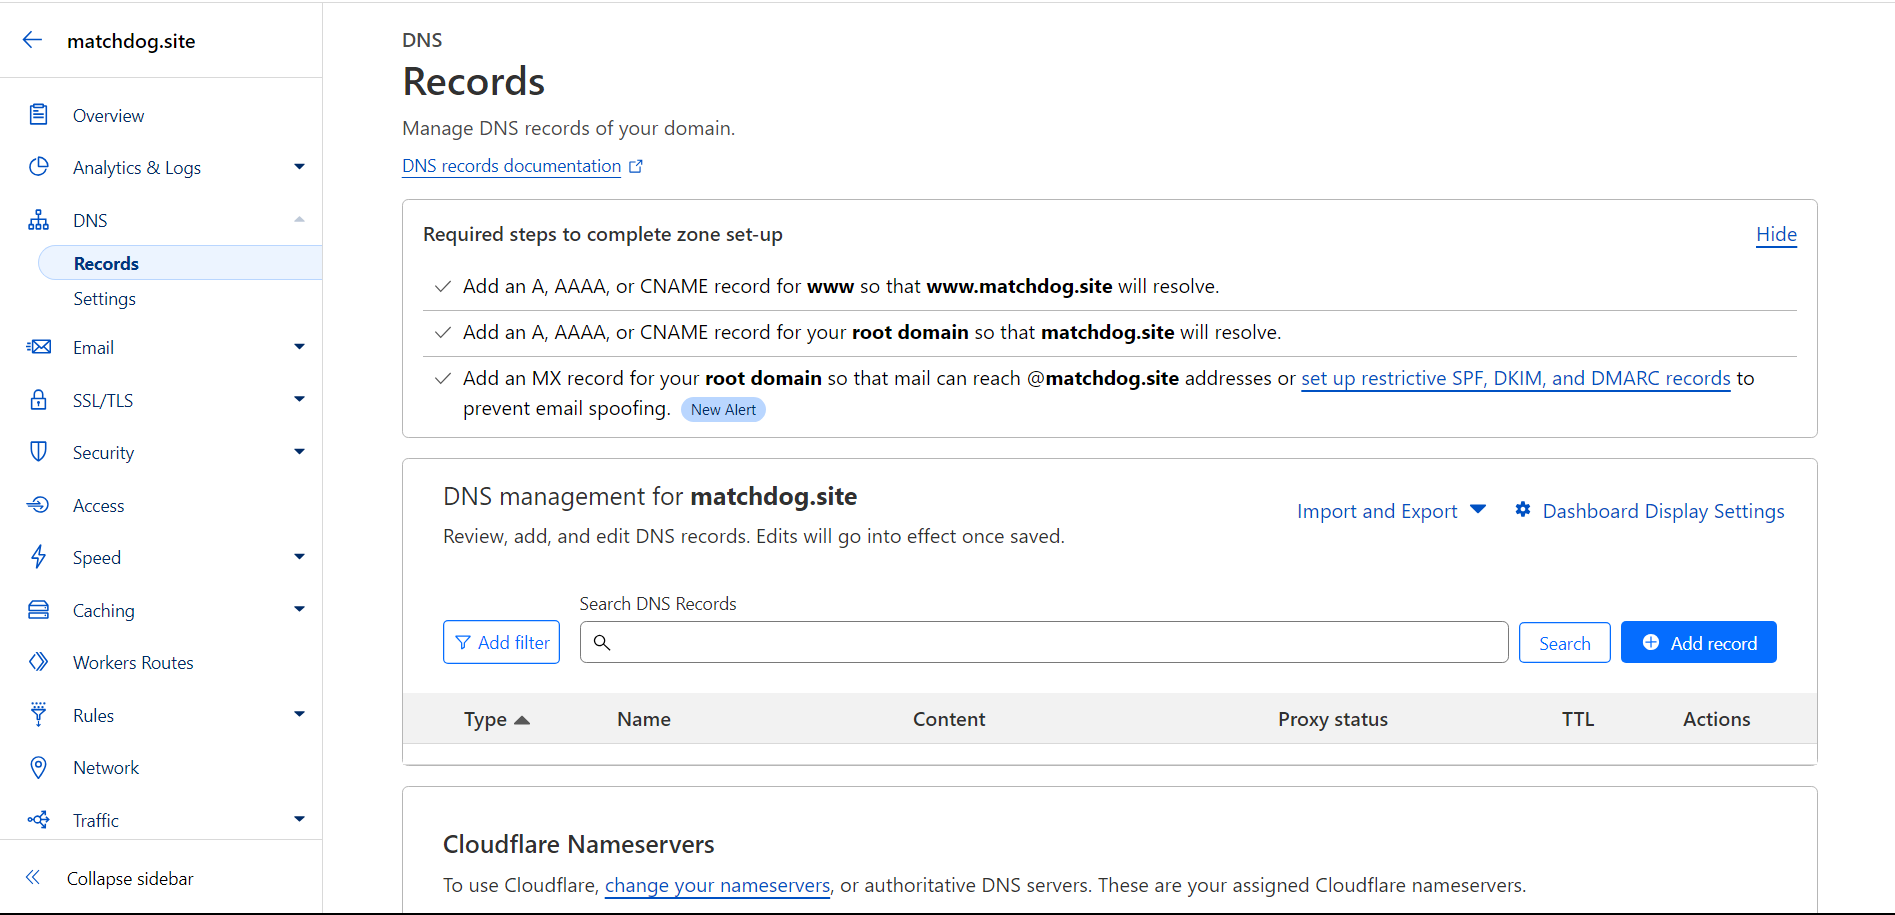 matchdog.site
Overview
Analytics & Logs
DNS
Records
Settings
Email
SSL/TLS
Security
Access
Speed
Caching
Workers Routes
Rules
Network
Traffic
Collapse sidebar
DNS
Records
Manage DNS records of your domain.
DNS records documentation
Required steps to complete zone set-up
Hide
Add an A, AAAA, or CNAME record for www so that www.matchdog.site will resolve.
Add an A, AAAA, or CNAME record for your root domain so that matchdog.site will resolve.
Add an MX record for your root domain so that mail can reach @matchdog.site addresses or set up restrictive SPF, DKIM, and DMARC records to
prevent email spoofing. New Alert
DNS management for matchdog.site
Review, add, and edit DNS records. Edits will go into effect once saved.
Import and Export
Dashboard Display Settings
Search DNS Records
Add filter
Search
Add record
Type Name Content Proxy status TTL Actions
Cloudflare Nameservers
To use Cloudflare, change your nameservers, or authoritative DNS servers. These are your assigned Cloudflare nameservers.